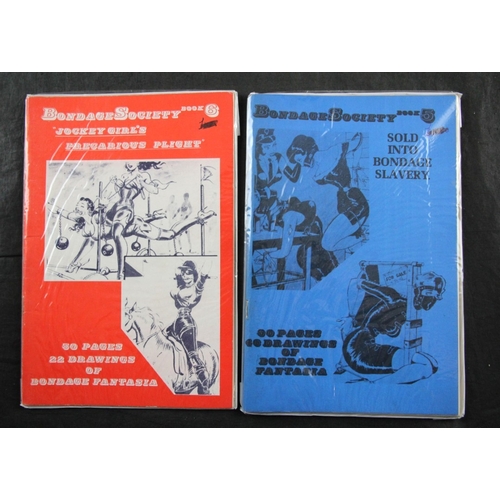 BONDAGE SOCIETY BOOK 6
"JOCKEY GIRL'S
PRECARIOUS PLIGHT"
60 PAGES
22 DRAWINGS
OF
BONDAGE FANTASIA
BONDAGE SOCIETY BOOK 5
SOLD
INTO
BONDAGE
SLAVERY.
60 PAGES
60 DRAWINGS
OF
BONDAGE
FANTASIA